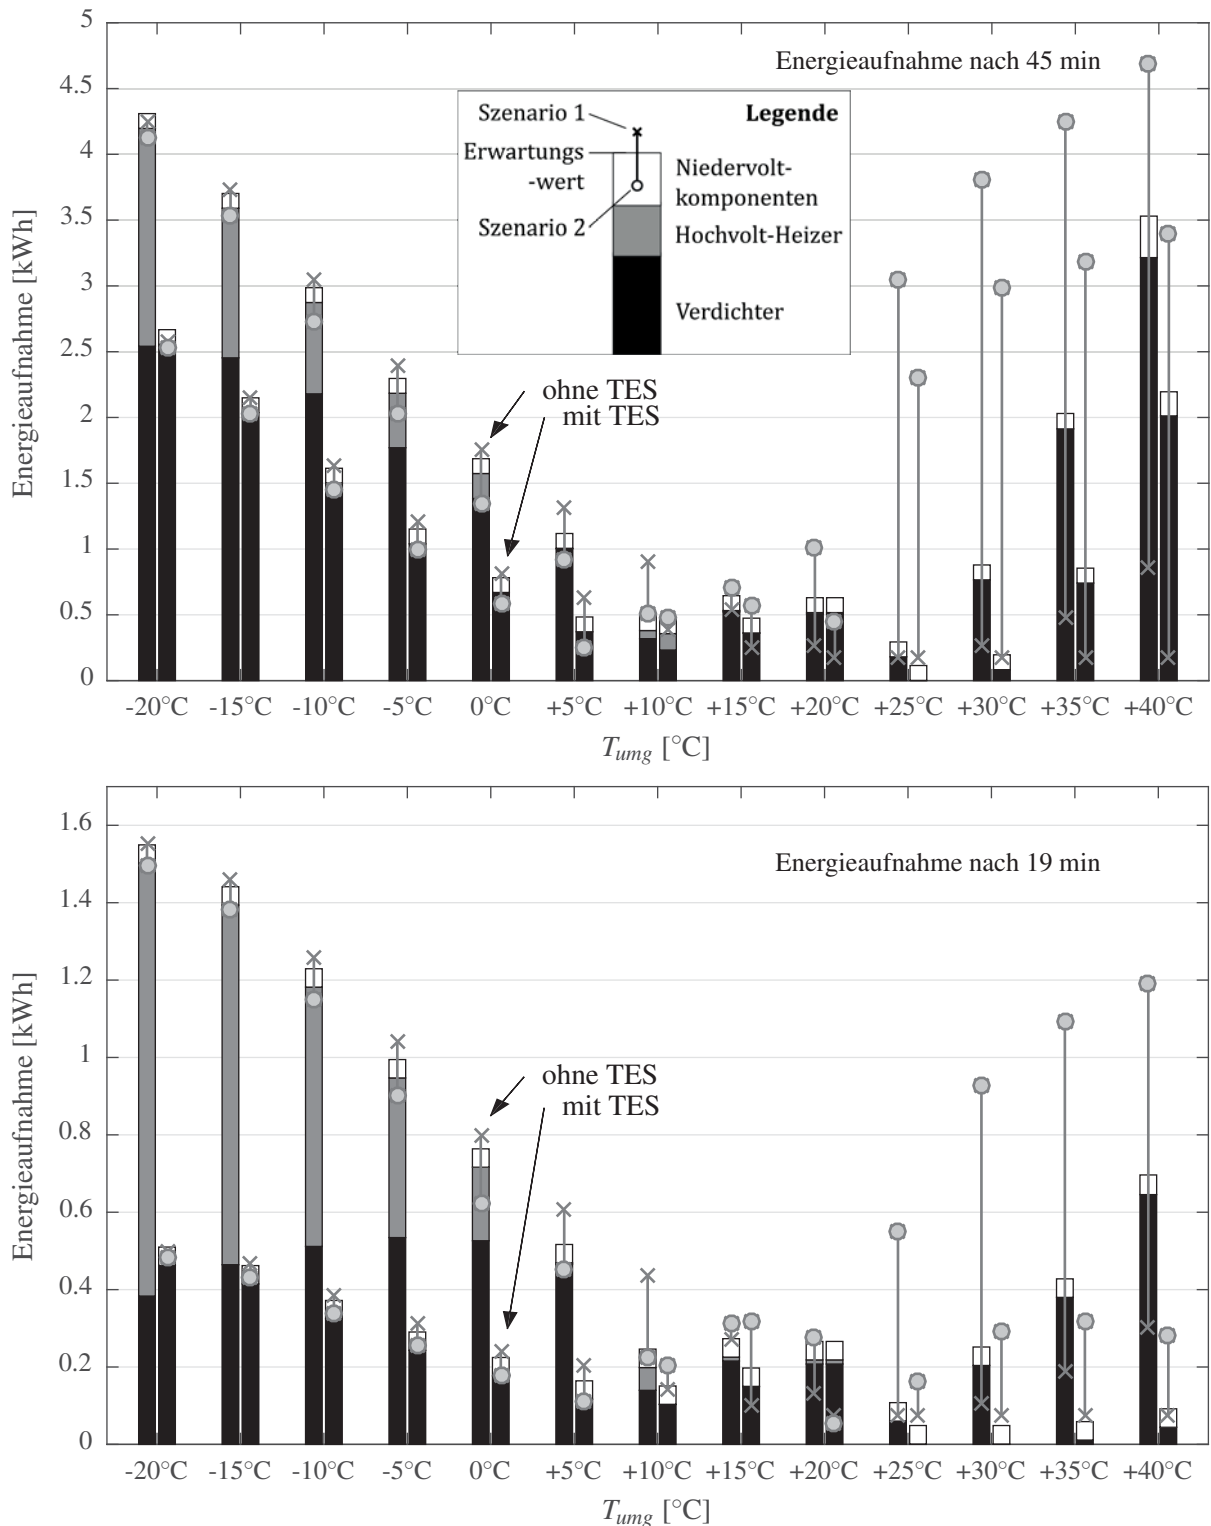 5
Energieaufnahme nach 45 min
4.5
4
3.5
3
2.5
2
1.5
1
0.5
0
Energieaufnahme [kWh]
Szenario 1
Legende
Erwartungs
-wert
Niedervolt-
komponenten
Szenario 2
Hochvolt-Heizer
Verdichter
ohne TES
mit TES
-20°C -15°C -10°C -5°C 0°C +5°C +10°C +15°C +20°C +25°C +30°C +35°C +40°C
Tumg [°C]
1.6
Energieaufnahme nach 19 min
1.4
1.2
1
0.8
0.6
0.4
0.2
0
Energieaufnahme [kWh]
ohne TES
mit TES
-20°C -15°C -10°C -5°C 0°C +5°C +10°C +15°C +20°C +25°C +30°C +35°C +40°C
Tumg [°C]